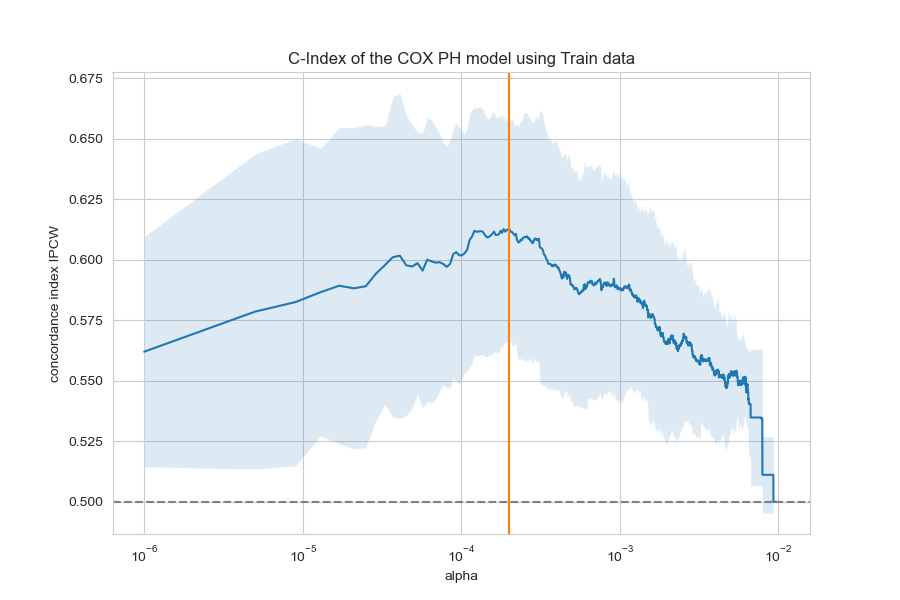 C-Index of the COX PH model using Train data
concordance index IPCW
0.675
0.650
0.625
0.600
0.575
0.550
0.525
0.500
10⁻⁶ 10⁻⁵ 10⁻⁴ 10⁻³ 10⁻²
alpha